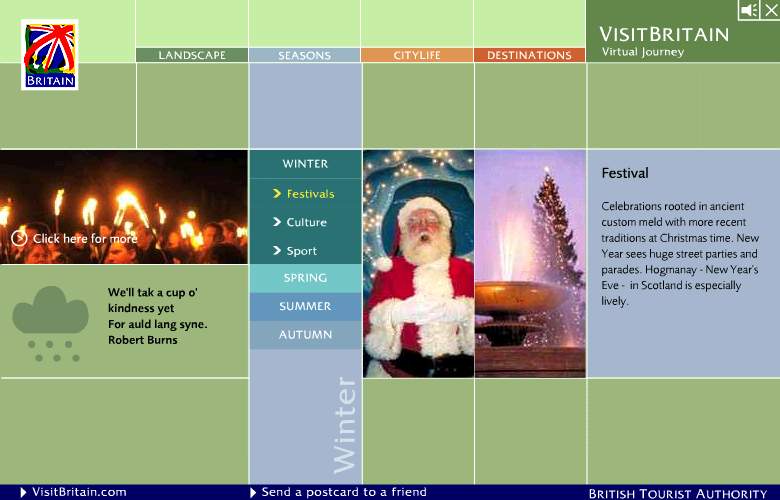 VISITBRITAIN
Virtual Journey
BRITAIN
LANDSCAPE
SEASONS
CITYLIFE
DESTINATIONS
Click here for more
We'll tak a cup o'
kindness yet
For auld lang syne.
Robert Burns
WINTER
Festivals
Culture
Sport
SPRING
SUMMER
AUTUMN
Winter
Festival
Celebrations rooted in ancient
custom meld with more recent
traditions at Christmas time. New
Year sees huge street parties and
parades. Hogmanay - New Year's
Eve - in Scotland is especially
lively.
VisitBritain.com
Send a postcard to a friend
BRITISH TOURIST AUTHORITY